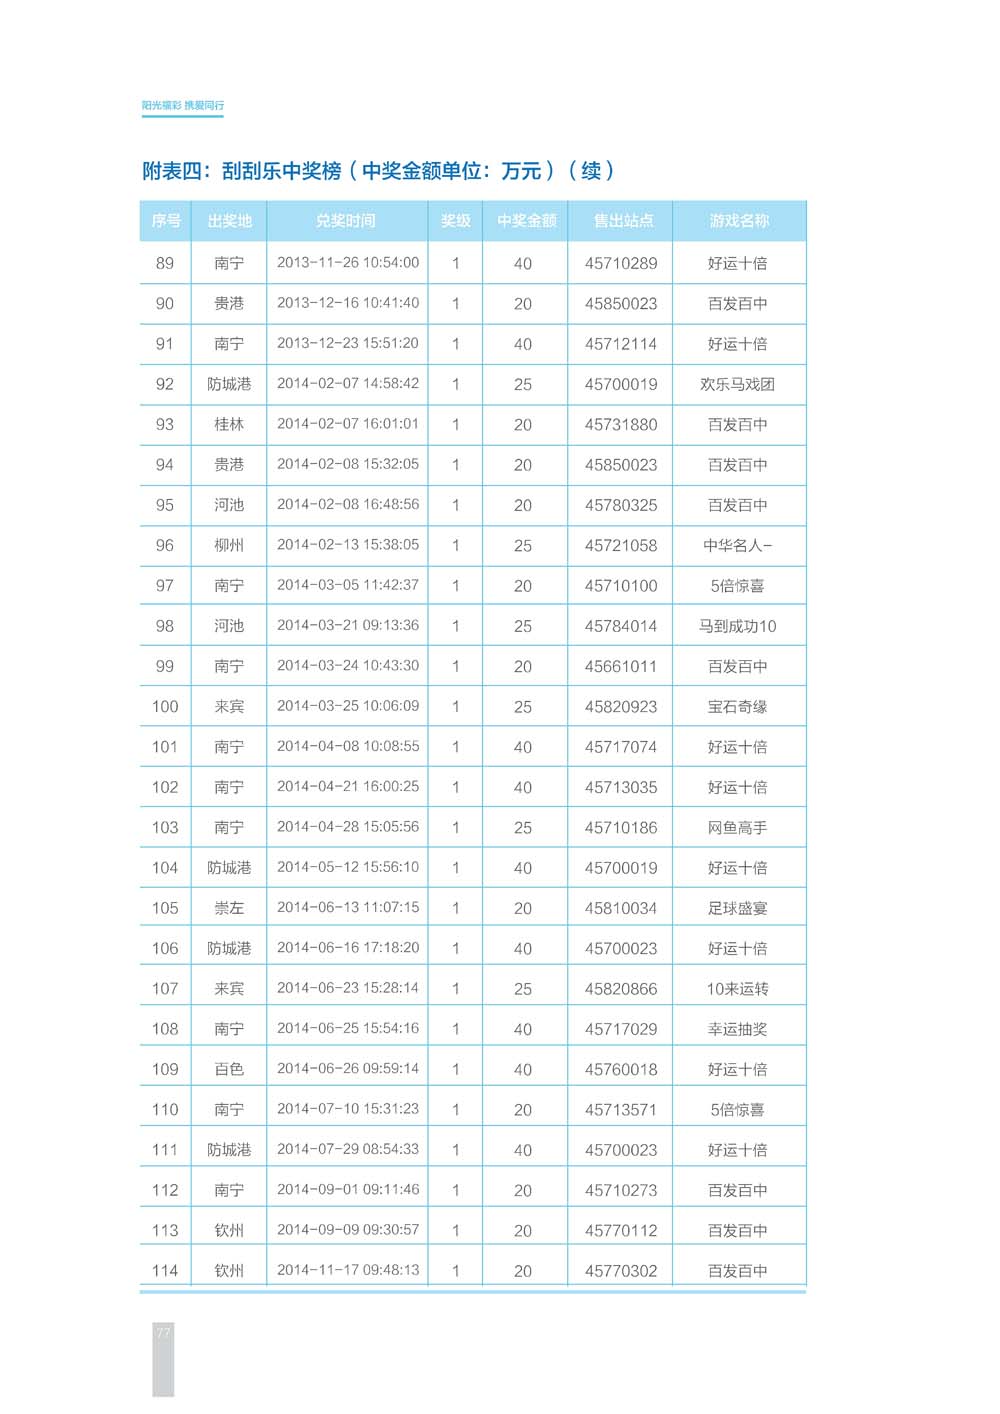 阳光福彩 携爱同行
附表四：刮刮乐中奖榜（中奖金额单位：万元）（续）
序号 出奖地 兑奖时间 奖级 中奖金额 售出站点 游戏名称
89 南宁 2013-11-26 10:54:00 1 40 45710289 好运十倍
90 贵港 2013-12-16 10:41:40 1 20 45850023 百发百中
91 南宁 2013-12-23 15:51:20 1 40 45712114 好运十倍
92 防城港 2014-02-07 14:58:42 1 25 45700019 欢乐马戏团
93 桂林 2014-02-07 16:01:01 1 20 45731880 百发百中
94 贵港 2014-02-08 15:32:05 1 20 45850023 百发百中
95 河池 2014-02-08 16:48:56 1 20 45780325 百发百中
96 柳州 2014-02-13 15:38:05 1 25 45721058 中华名人-
97 南宁 2014-03-05 11:42:37 1 20 45710100 5倍惊喜
98 河池 2014-03-21 09:13:36 1 25 45784014 马到成功10
99 南宁 2014-03-24 10:43:30 1 20 45661011 百发百中
100 来宾 2014-03-25 10:06:09 1 25 45820923 宝石奇缘
101 南宁 2014-04-08 10:08:55 1 40 45717074 好运十倍
102 南宁 2014-04-21 16:00:25 1 40 45713035 好运十倍
103 南宁 2014-04-28 15:05:56 1 25 45710186 网鱼高手
104 防城港 2014-05-12 15:56:10 1 40 45700019 好运十倍
105 崇左 2014-06-13 11:07:15 1 20 45810034 足球盛宴
106 防城港 2014-06-16 17:18:20 1 40 45700023 好运十倍
107 来宾 2014-06-23 15:28:14 1 25 45820866 10来运转
108 南宁 2014-06-25 15:54:16 1 40 45717029 幸运抽奖
109 百色 2014-06-26 09:59:14 1 40 45760018 好运十倍
110 南宁 2014-07-10 15:31:23 1 20 45713571 5倍惊喜
111 防城港 2014-07-29 08:54:33 1 40 45700023 好运十倍
112 南宁 2014-09-01 09:11:46 1 20 45710273 百发百中
113 钦州 2014-09-09 09:30:57 1 20 45770112 百发百中
114 钦州 2014-11-17 09:48:13 1 20 45770302 百发百中
77